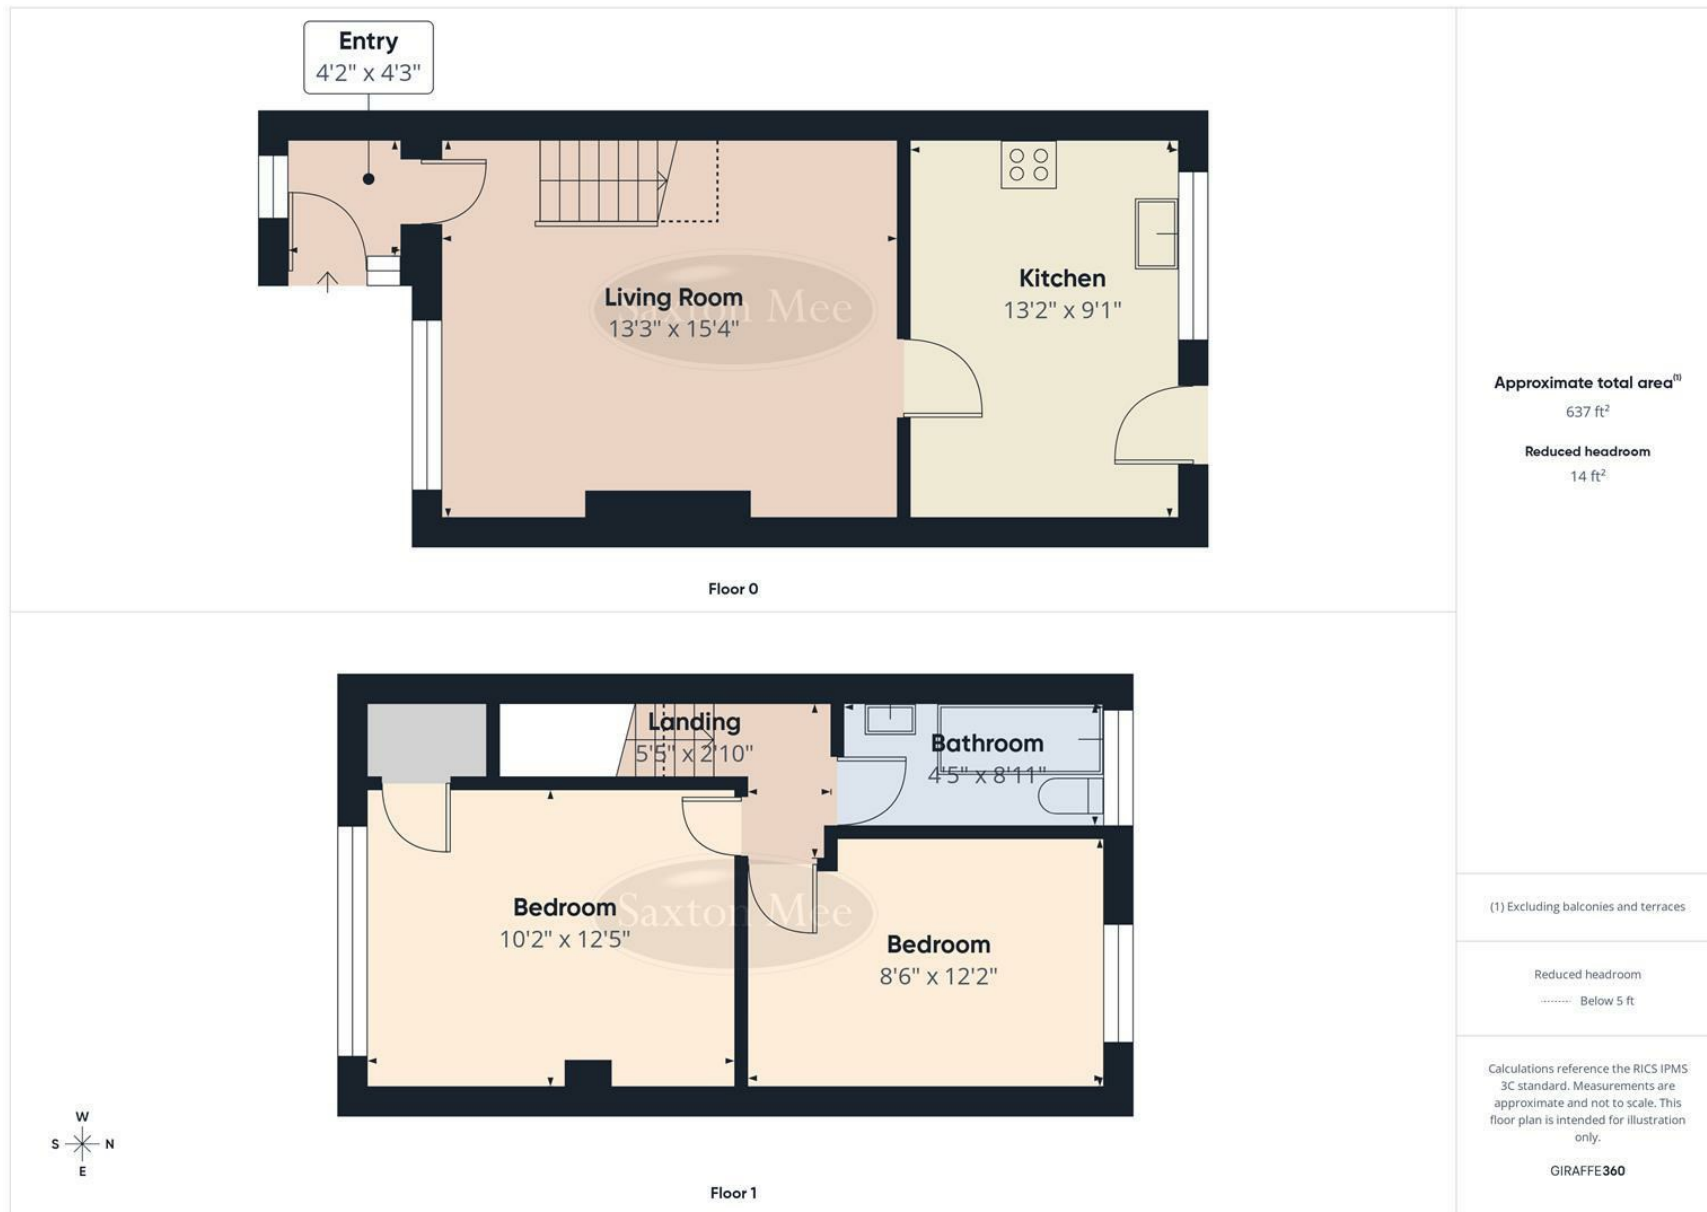 Entry
4'2" x 4'3"
Living Room
13'3" x 15'4"
Kitchen
13'2" x 9'1"
Saxton Mee
Floor 0
Approximate total area(1)
637 ft²
Reduced headroom
14 ft²
Landing
5'5" x 2'10"
Bathroom
4'5" x 8'11"
Bedroom
10'2" x 12'5"
Saxton Mee
Bedroom
8'6" x 12'2"
Floor 1
W
S N
E
(1) Excluding balconies and terraces
Reduced headroom
Below 5 ft
Calculations reference the RICS IPMS
3C standard. Measurements are
approximate and not to scale. This
floor plan is intended for illustration
only.
GIRAFFE360